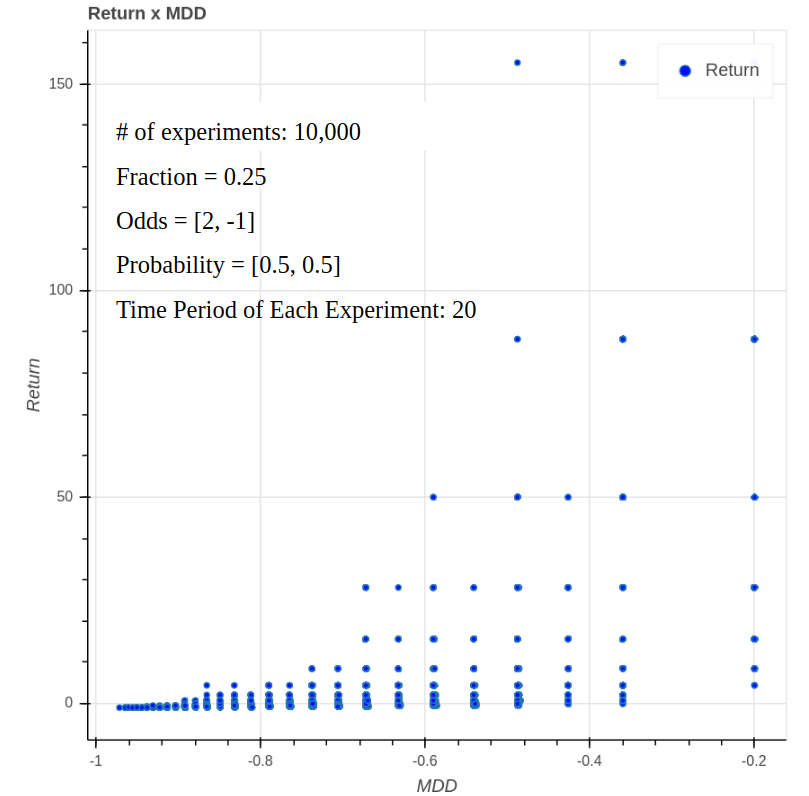 Return x MDD
Return
# of experiments: 10,000
Fraction = 0.25
Odds = [2, -1]
Probability = [0.5, 0.5]
Time Period of Each Experiment: 20
150
100
50
0
Return
-1 -0.8 -0.6 -0.4 -0.2
MDD